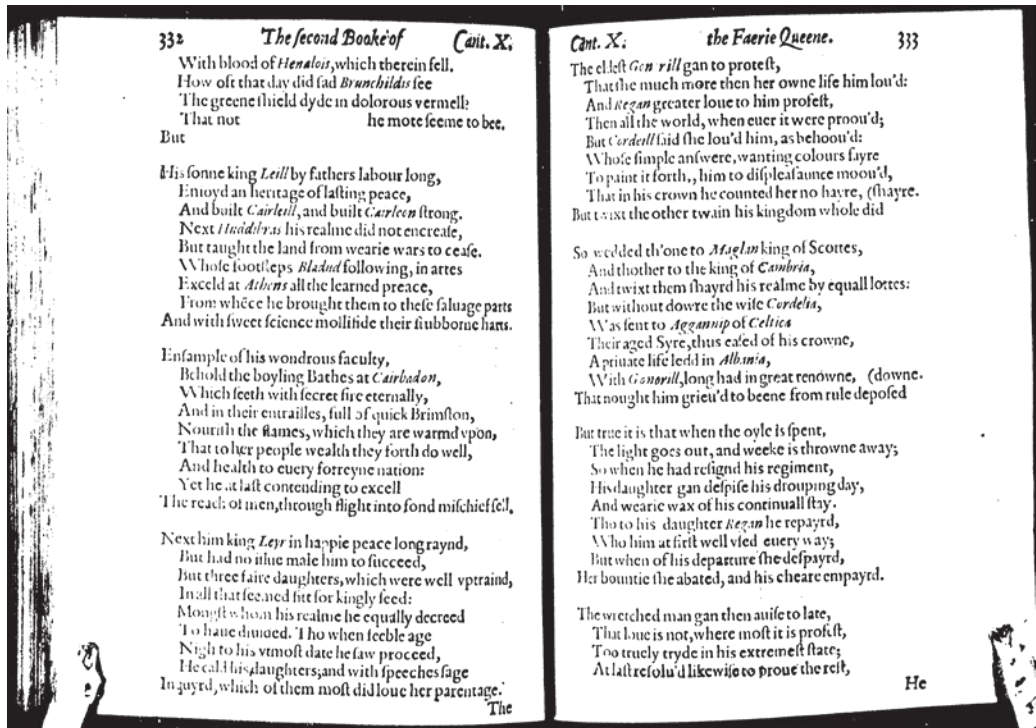 332 The ſecond Booke of Cant. X.
With blood of Henalois, which therein fell.
How oft that day did ſad Brunchildis ſee
The greene ſhield dyde in dolorous vermell?
That not he mote ſeeme to bee.
But
His ſonne king Leill by fathers labour long,
Enioyd an heritage of laſting peace,
And built Cairleill, and built Cairleon ſtrong.
Next Huddibras his realme did not encreaſe,
But taught the land from wearie wars to ceaſe.
Whoſe footſteps Bladud following, in artes
Exceld at Athens all the learned preace,
From whēce he brought them to theſe ſaluage parts
And with ſweet ſcience mollifide their ſtubborne harts.
Enſample of his wondrous faculty,
Behold the boyling Bathes at Cairbadon,
Which ſeeth with ſecret fire eternally,
And in their entrailles, full of quick Brimſton,
Nouriſh the flames, which they are warmd vpon,
That to her people wealth they forth do well,
And health to euery forreyne nation:
Yet he at laſt contending to excell
The reach of men, through flight into fond miſchief fell.
Next him king Leyr in happie peace long raynd,
But had no iſſue male him to ſucceed,
But three faire daughters, which were well vptraind,
In all that ſeemed fitt for kingly ſeed:
Mongſt whom his realme he equally decreed
To haue diuided. Tho when feeble age
Nigh to his vtmoſt date he ſaw proceed,
He cald his daughters; and with ſpeeches ſage
Inquyrd, which of them moſt did loue her parentage.
The
Cant. X. the Faerie Queene. 333
The eldeſt Gonorill gan to proteſt,
That ſhe much more then her owne life him lou'd:
And Regan greater loue to him profeſt,
Then all the world, when euer it were proou'd;
But Cordeill ſaid ſhe lou'd him, as behoou'd:
Whoſe ſimple anſwere, wanting colours fayre
To paint it forth,, him to diſpleaſaunce moou'd,
That in his crown he counted her no hayre, (ſhayre.
But twixt the other twain his kingdom whole did
So wedded th'one to Maglan king of Scottes,
And thother to the king of Cambria,
And twixt them ſhayrd his realme by equall lottes:
But without dowre the wiſe Cordelia,
Was ſent to Aggannip of Celtica
Their aged Syre, thus eaſed of his crowne,
A priuate life ledd in Albania,
With Gonorill, long had in great renowne, (downe.
That nought him grieu'd to beene from rule depoſed
But true it is that when the oyle is ſpent,
The light goes out, and weeke is throwne away;
So when he had reſignd his regiment,
His daughter gan deſpiſe his drouping day,
And wearie wax of his continuall ſtay.
Tho to his daughter Regan he repayrd,
Who him at firſt well vſed euery way;
But when of his departure ſhe deſpayrd,
Her bountie ſhe abated, and his cheare empayrd.
The wretched man gan then auiſe to late,
That loue is not, where moſt it is profeſt,
Too truely tryde in his extremeſt ſtate;
At laſt reſolu'd likewiſe to proue the reſt,
He